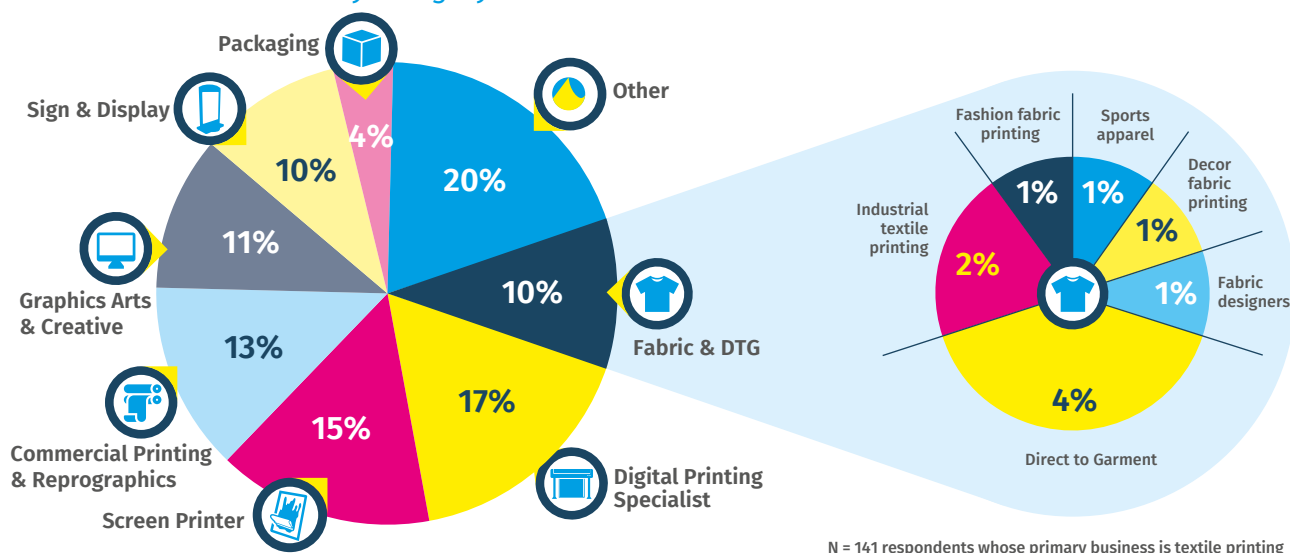 Packaging
4%
Other
20%
Sign & Display
10%
11%
Graphics Arts
& Creative
13%
Commercial Printing
& Reprographics
15%
Screen Printer
17%
Digital Printing
Specialist
10%
Fabric & DTG
Fashion fabric
printing
1%
Sports
apparel
1%
Decor
fabric
printing
1%
Industrial
textile
printing
2%
Fabric
designers
1%
4%
Direct to Garment
N = 141 respondents whose primary business is textile printing